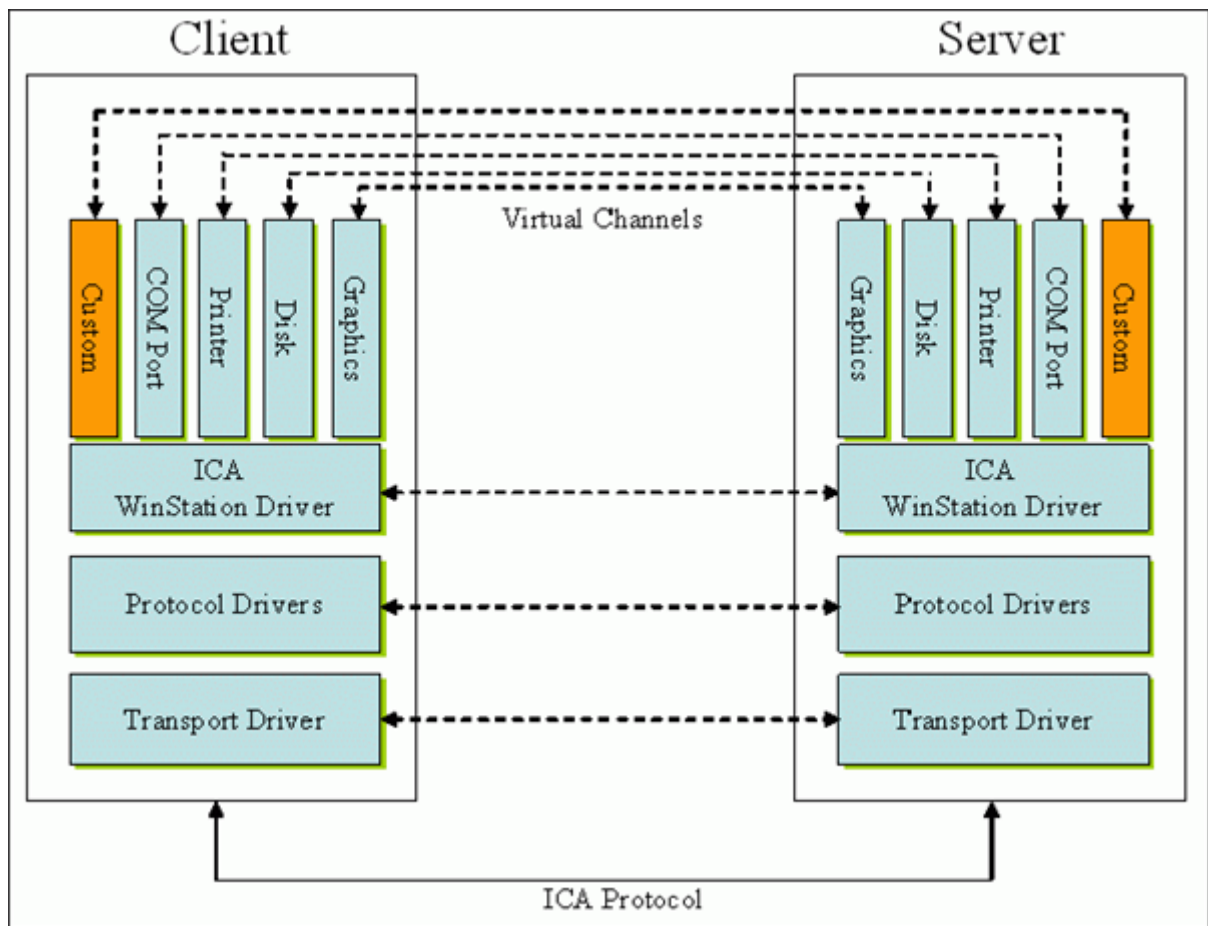 Client
Server
Virtual Channels
Custom
COM Port
Printer
Disk
Graphics
Graphics
Disk
Printer
COM Port
Custom
ICA
WinStation Driver
ICA
WinStation Driver
Protocol Drivers
Protocol Drivers
Transport Driver
Transport Driver
ICA Protocol